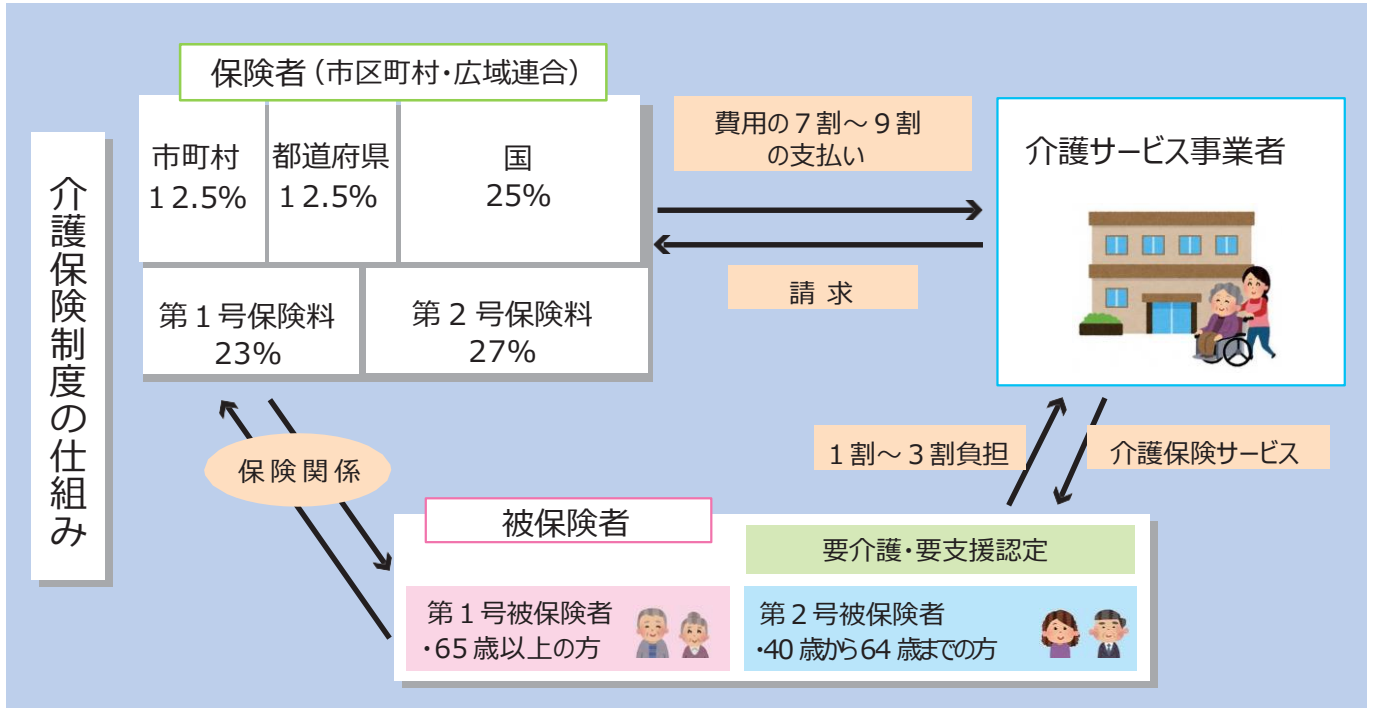 介護保険制度の仕組み
保険者（市区町村・広域連合）
市町村
１2.5%
都道府県
１2.5%
国
25%
第１号保険料
23%
第２号保険料
27%
費用の７割～９割
の支払い
請求
介護サービス事業者
保険関係
１割～３割負担
介護保険サービス
被保険者
要介護・要支援認定
第１号被保険者
・65歳以上の方
第２号被保険者
・40歳から64歳までの方